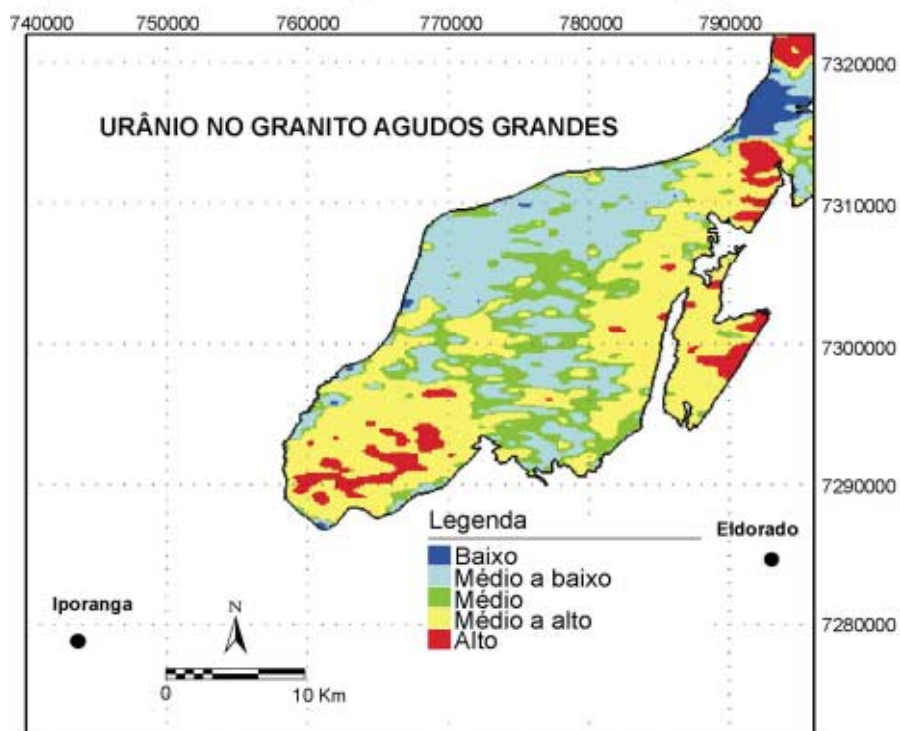 740000 750000 760000 770000 780000 790000
7320000
URÂNIO NO GRANITO AGUDOS GRANDES
7310000
7300000
7290000
Legenda
Baixo
Médio a baixo
Médio
Médio a alto
Alto
Eldorado
Iporanga
N
7280000
0 10 Km